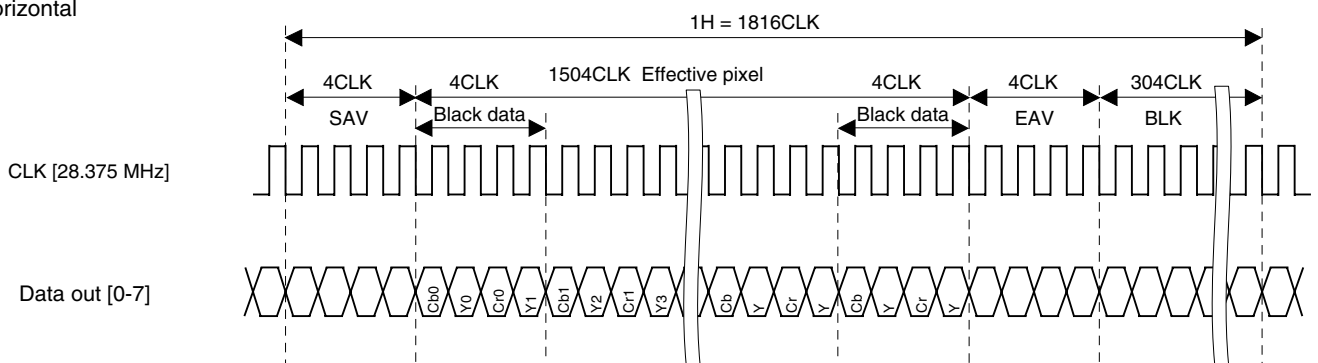 orizontal
1H = 1816CLK
4CLK 4CLK 1504CLK Effective pixel 4CLK 4CLK 304CLK
SAV Black data Black data EAV BLK
CLK [28.375 MHz]
Data out [0-7] Cb0 Y0 Cr0 Y1 Cb1 Y2 Cr1 Y3 Cb Y Cr Y Cb Y Cr Y